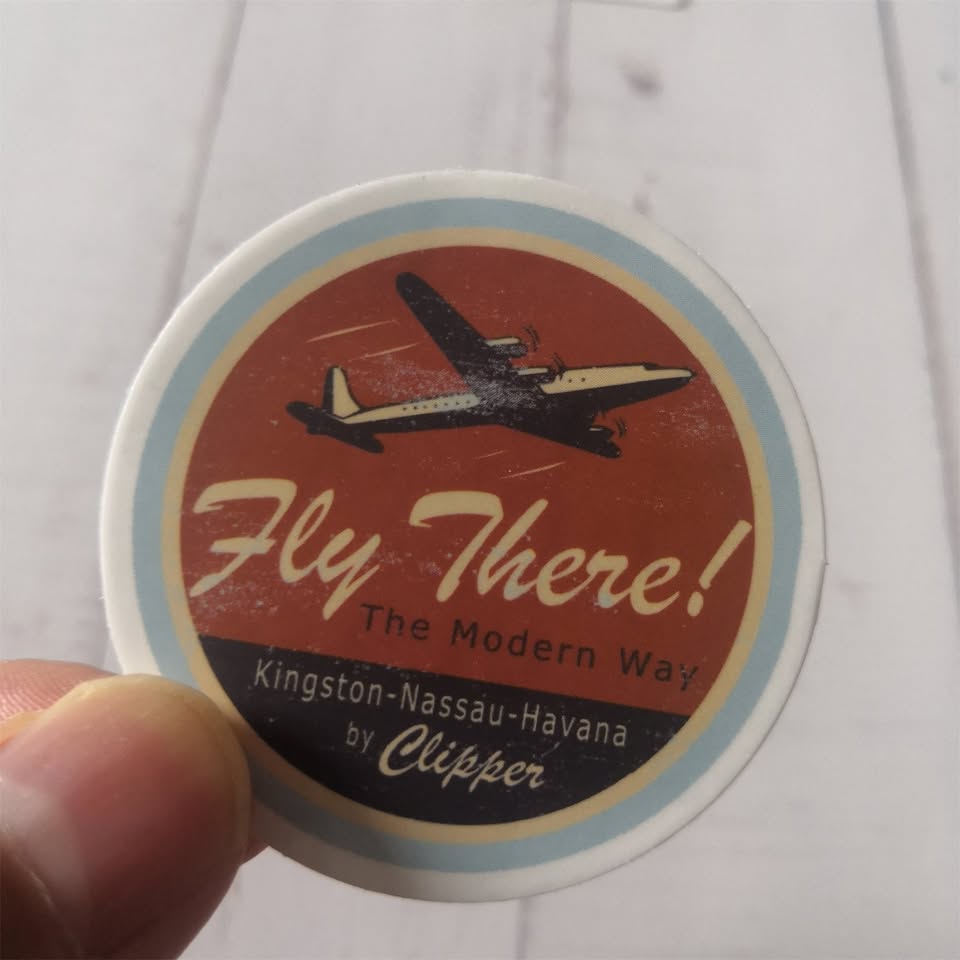 Fly There!
The Modern Way
Kingston-Nassau-Havana
by Clipper